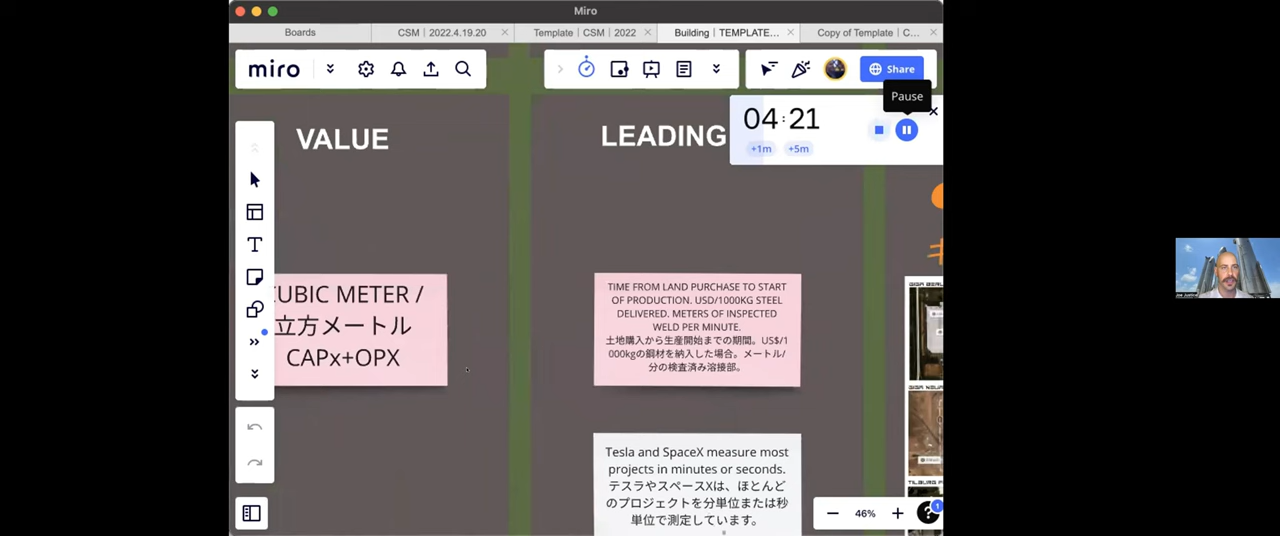 Miro
Boards
CSM | 2022.4.19.20
Template | CSM | 2022
Building | TEMPLATE...
Copy of Template | C...
miro
Share
Pause
04:21
+1m
+5m
VALUE
LEADING
CUBIC METER /
立方メートル
CAPx+OPX
TIME FROM LAND PURCHASE TO START
OF PRODUCTION. USD/1000KG STEEL
DELIVERED. METERS OF INSPECTED
WELD PER MINUTE.
土地購入から生産開始までの期間。US$/1
000kgの鋼材を納入した場合。メートル/
分の検査済み溶接部。
Tesla and SpaceX measure most
projects in minutes or seconds.
テスラやスペースXは、ほとんど
のプロジェクトを分単位または秒
単位で測定しています。
46%
1